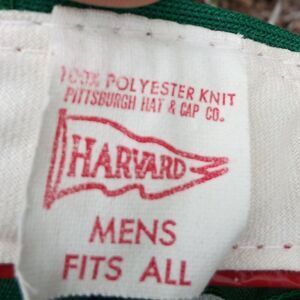 100% POLYESTER KNIT
PITTSBURGH HAT & CAP CO.
HARVARD
MENS
FITS ALL